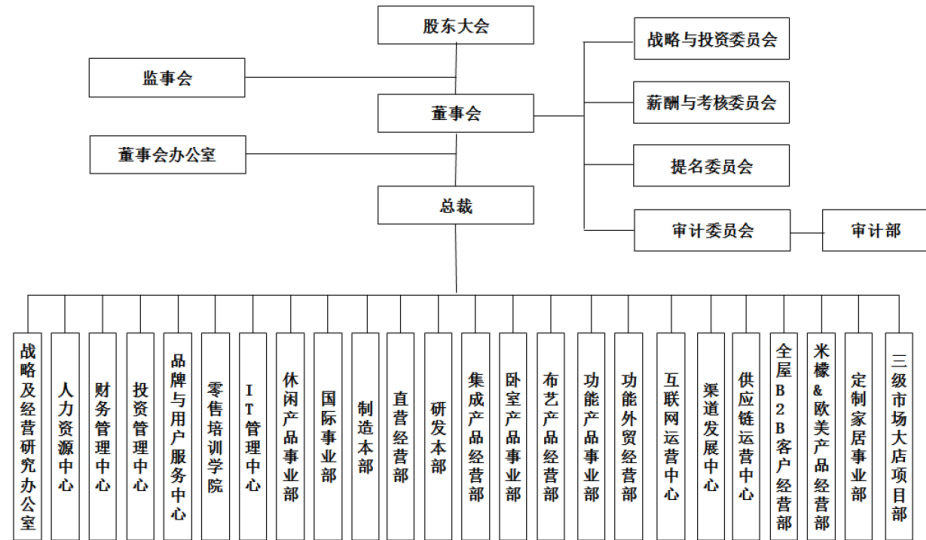 股东大会
战略与投资委员会
监事会
薪酬与考核委员会
董事会
董事会办公室
提名委员会
总裁
审计委员会
审计部
战略及经营研究办公室
人力资源中心
财务管理中心
投资管理中心
品牌与用户服务中心
零售培训学院
IT管理中心
休闲产品事业部
国际事业部
制造本部
直营经营部
研发本部
集成产品经营部
卧室产品事业部
布艺产品经营部
功能产品事业部
功能外贸经营部
互联网运营中心
渠道发展中心
供应链运营中心
全屋B2B客户经营部
米檬&欧美产品经营部
定制家居事业部
三级市场大店项目部